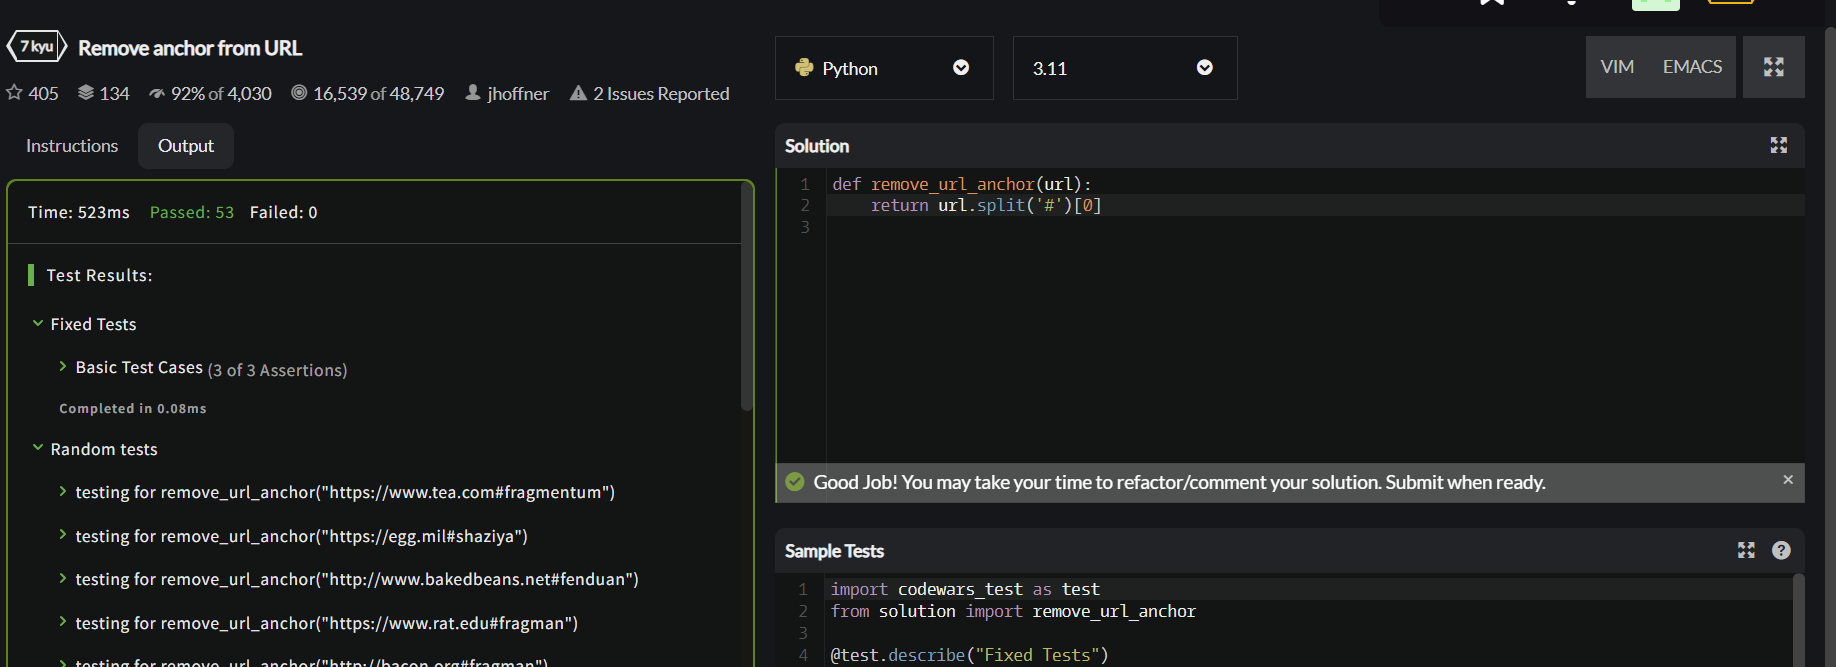 7 kyu Remove anchor from URL
405 134 92% of 4,030 16,539 of 48,749 jhoffner 2 Issues Reported
Instructions Output
Time: 523ms Passed: 53 Failed: 0
Test Results:
Fixed Tests
Basic Test Cases (3 of 3 Assertions)
Completed in 0.08ms
Random tests
testing for remove_url_anchor("https://www.tea.com#fragmentum")
testing for remove_url_anchor("https://egg.mil#shaziya")
testing for remove_url_anchor("http://www.bakedbeans.net#fenduan")
testing for remove_url_anchor("https://www.rat.edu#fragman")
testing for remove_url_anchor("http://bacon.org#fragman")
Python 3.11 VIM EMACS
Solution
1 def remove_url_anchor(url):
2     return url.split('#')[0]
3
Good Job! You may take your time to refactor/comment your solution. Submit when ready. ×
Sample Tests ?
1 import codewars_test as test
2 from solution import remove_url_anchor
3
4 @test.describe("Fixed Tests")